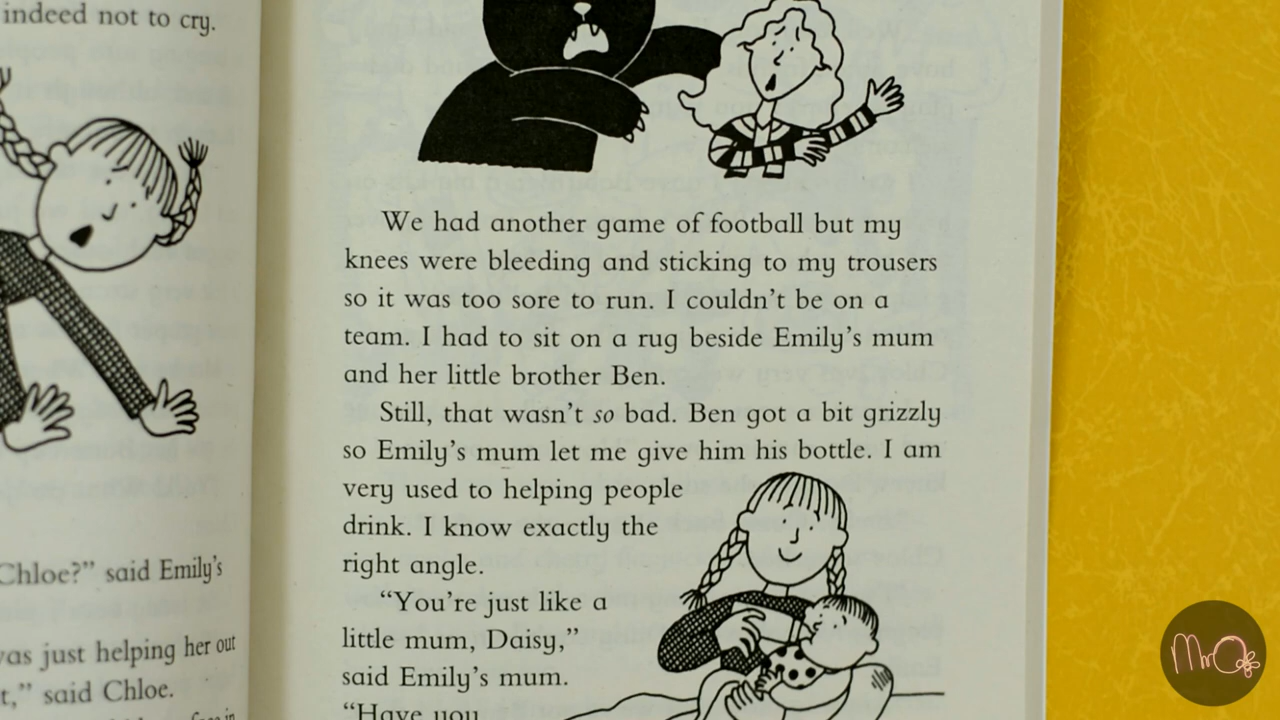 indeed not to cry.
Chloe?" said Emily's
was just helping her out
t," said Chloe.
We had another game of football but my
knees were bleeding and sticking to my trousers
so it was too sore to run. I couldn't be on a
team. I had to sit on a rug beside Emily's mum
and her little brother Ben.
Still, that wasn't so bad. Ben got a bit grizzly
so Emily's mum let me give him his bottle. I am
very used to helping people
drink. I know exactly the
right angle.
"You're just like a
little mum, Daisy,"
said Emily's mum.
"Have you